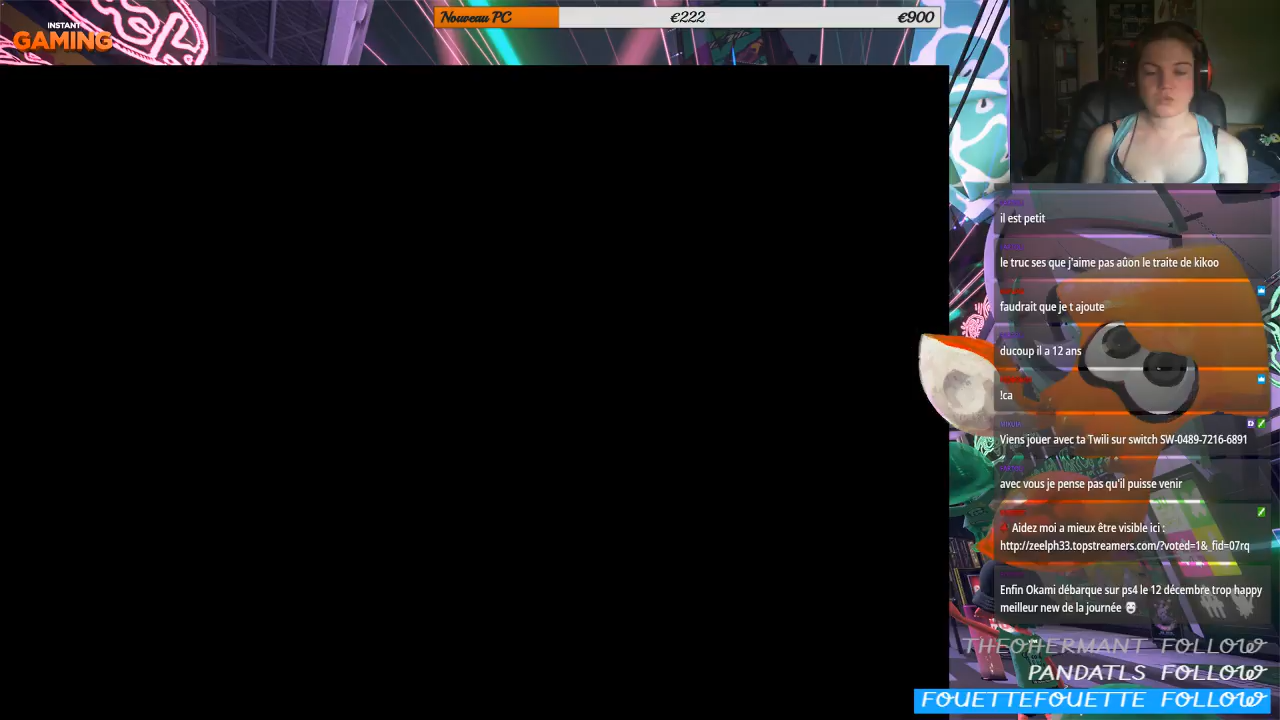 INSTANT
GAMING
Nouveau PC €222 €900
il est petit
le truc ses que j'aime pas aûon le traite de kikoo
faudrait que je t ajoute
ducoup il a 12 ans
!ca
Viens jouer avec ta Twili sur switch SW-0489-7216-6891
avec vous je pense pas qu'il puisse venir
Aidez moi a mieux être visible ici :
http://zeelph33.topstreamers.com/?voted=1&_fid=07rq
Enfin Okami débarque sur ps4 le 12 décembre trop happy
meilleur new de la journée
THEOHERMANT FOLLOW
PANDATLS FOLLOW
FOUETTEFOUETTE FOLLOW